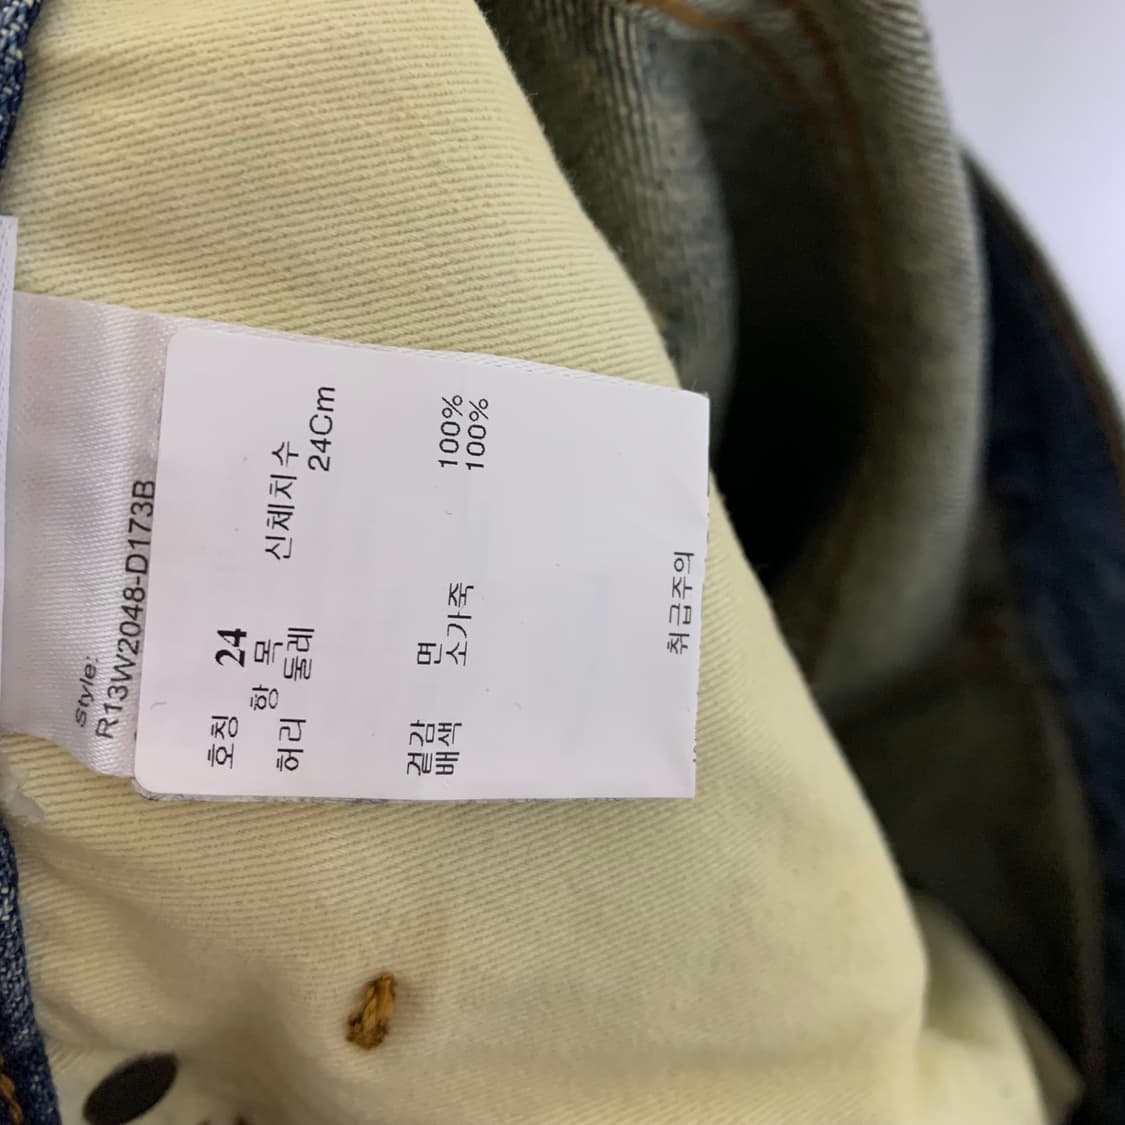 Style:
R13W2048-D173B
호칭 24
항 목 신체치수
허리 둘레 24Cm
겉감 면 100%
배색 소가죽 100%
취급주의